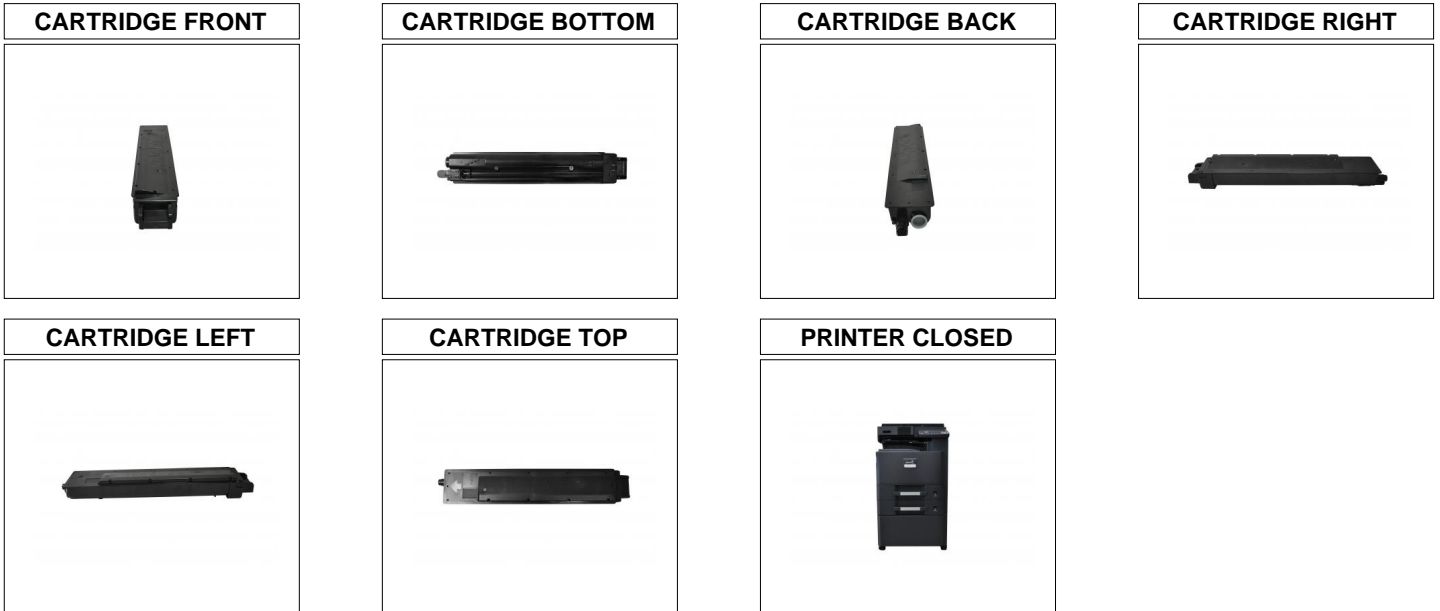 CARTRIDGE FRONT
CARTRIDGE BOTTOM
CARTRIDGE BACK
CARTRIDGE RIGHT
CARTRIDGE LEFT
CARTRIDGE TOP
PRINTER CLOSED